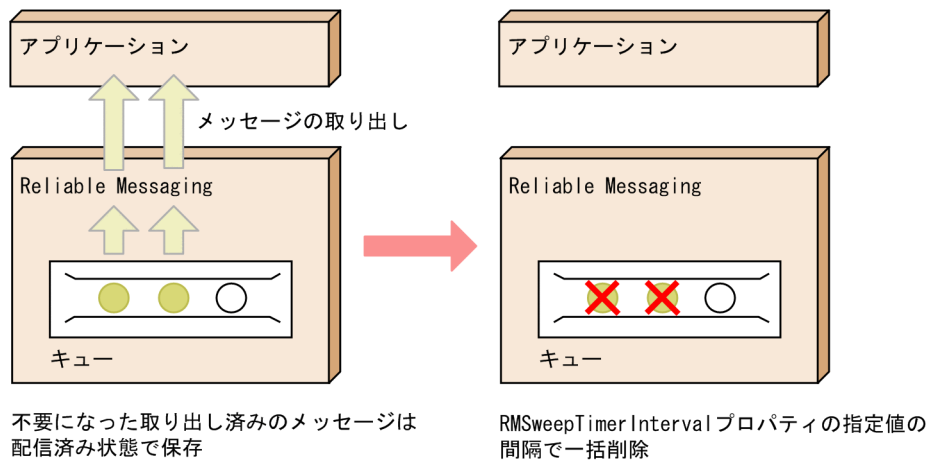 アプリケーション
メッセージの取り出し
Reliable Messaging
キュー
不要になった取り出し済みのメッセージは
配信済み状態で保存
アプリケーション
Reliable Messaging
キュー
RMSweepTimerIntervalプロパティの指定値の
間隔で一括削除